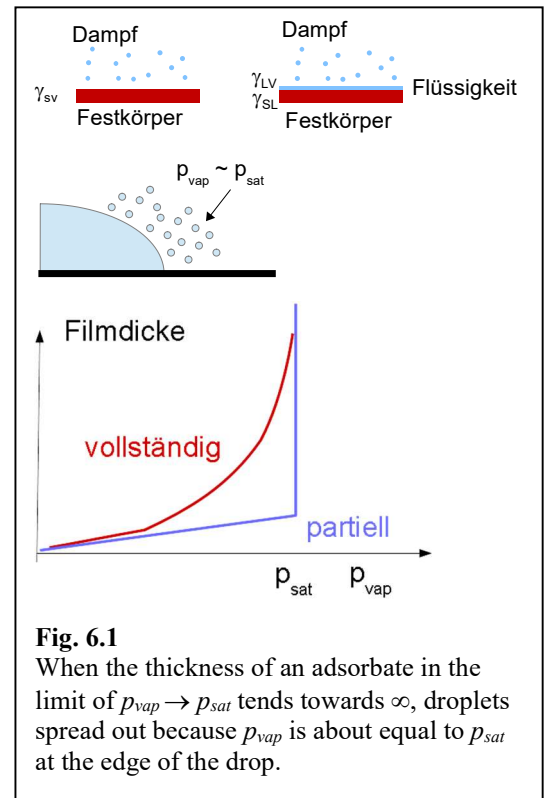 Dampf
Dampf
γsv
γLV
γSL
Flüssigkeit
Festkörper
Festkörper
pvap ~ psat
Filmdicke
vollständig
partiell
psat
pvap
Fig. 6.1
When the thickness of an adsorbate in the
limit of pvap → psat tends towards ∞, droplets
spread out because pvap is about equal to psat
at the edge of the drop.